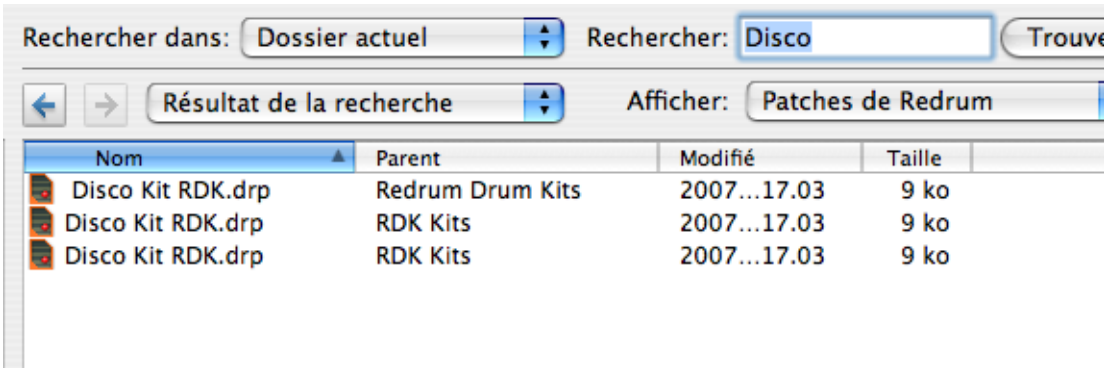 Rechercher dans: Dossier actuel Rechercher: Disco Trouve
Résultat de la recherche Afficher: Patches de Redrum
Nom Parent Modifié Taille
Disco Kit RDK.drp Redrum Drum Kits 2007...17.03 9 ko
Disco Kit RDK.drp RDK Kits 2007...17.03 9 ko
Disco Kit RDK.drp RDK Kits 2007...17.03 9 ko